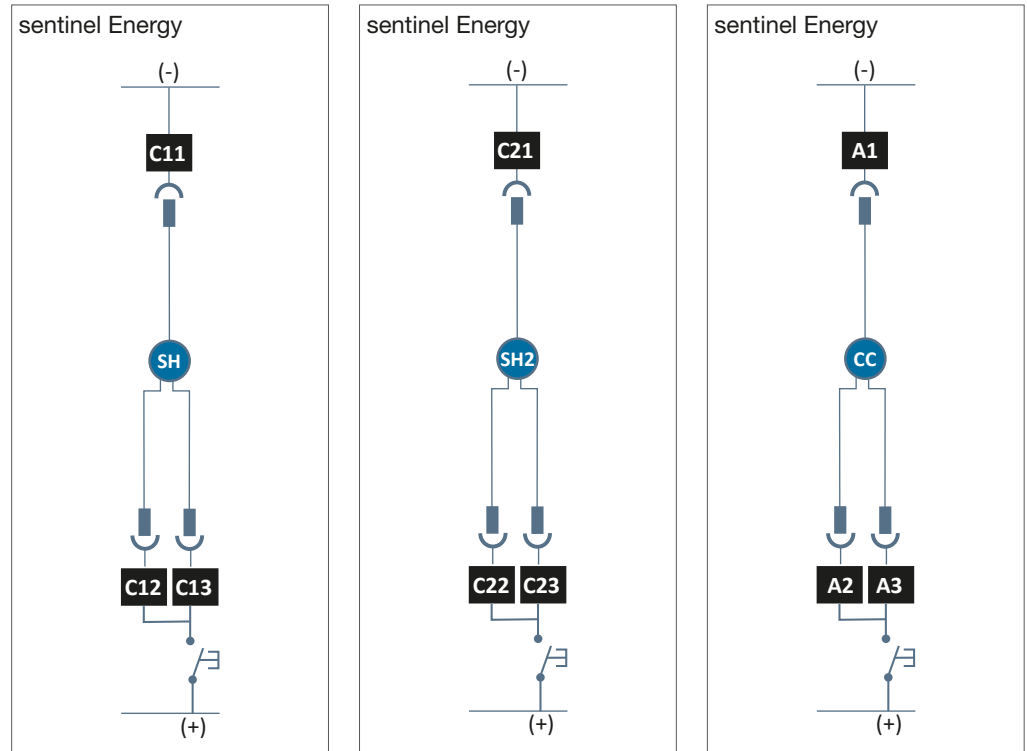 sentinel Energy
(-)
C11
SH
C12 C13
(+)
sentinel Energy
(-)
C21
SH2
C22 C23
(+)
sentinel Energy
(-)
A1
CC
A2 A3
(+)